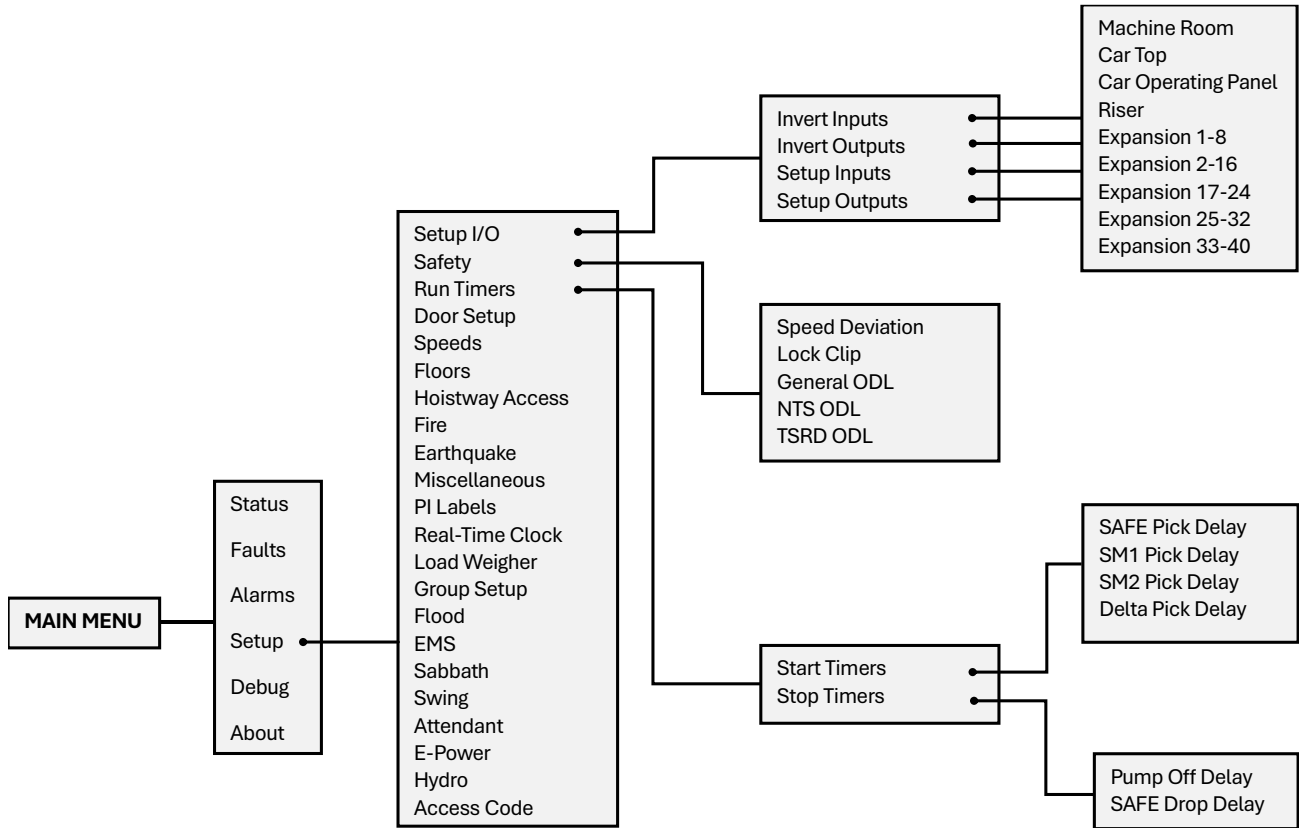 MAIN MENU
Status
Faults
Alarms
Setup
Debug
About
Setup I/O
Safety
Run Timers
Door Setup
Speeds
Floors
Hoistway Access
Fire
Earthquake
Miscellaneous
PI Labels
Real-Time Clock
Load Weigher
Group Setup
Flood
EMS
Sabbath
Swing
Attendant
E-Power
Hydro
Access Code
Invert Inputs
Invert Outputs
Setup Inputs
Setup Outputs
Machine Room
Car Top
Car Operating Panel
Riser
Expansion 1-8
Expansion 2-16
Expansion 17-24
Expansion 25-32
Expansion 33-40
Speed Deviation
Lock Clip
General ODL
NTS ODL
TSRD ODL
Start Timers
Stop Timers
SAFE Pick Delay
SM1 Pick Delay
SM2 Pick Delay
Delta Pick Delay
Pump Off Delay
SAFE Drop Delay